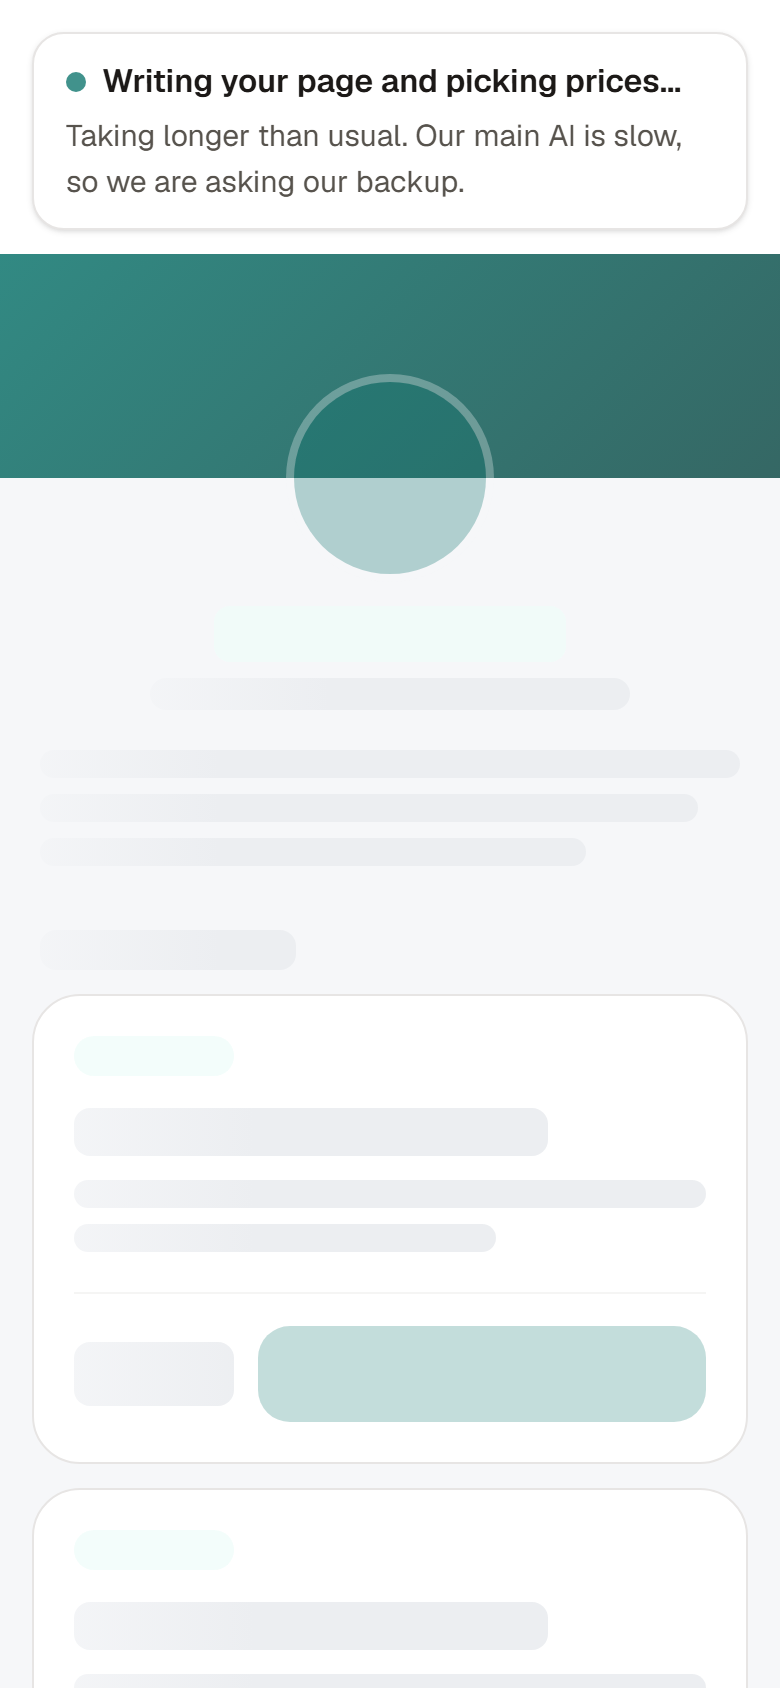 Writing your page and picking prices...
Taking longer than usual. Our main AI is slow,
so we are asking our backup.